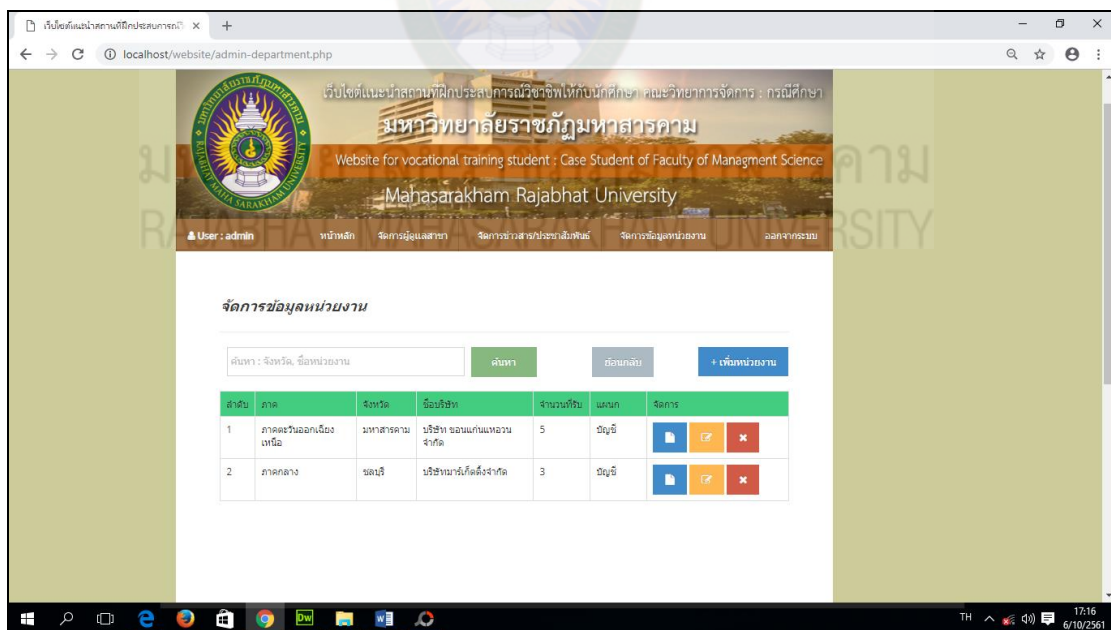 เว็บไซต์แนะนำสถานที่ฝึกประสบการณ์
localhost/website/admin-department.php
เว็บไซต์แนะนำสถานที่ฝึกประสบการณ์วิชาชีพให้กับนักศึกษา คณะวิทยาการจัดการ : กรณีศึกษา
มหาวิทยาลัยราชภัฏมหาสารคาม
Website for vocational training student : Case Student of Faculty of Managment Science
Mahasarakham Rajabhat University
User : admin หน้าหลัก จัดการผู้ดูแลสาขา จัดการข่าวสาร/ประชาสัมพันธ์ จัดการข้อมูลหน่วยงาน ออกจากระบบ
จัดการข้อมูลหน่วยงาน
ค้นหา : จังหวัด, ชื่อหน่วยงาน ค้นหา ย้อนกลับ + เพิ่มหน่วยงาน
ลำดับ ภาค จังหวัด ชื่อบริษัท จำนวนที่รับ แผนก จัดการ
1 ภาคตะวันออกเฉียง มหาสารคาม บริษัท ขอนแก่นแหอวน 5 บัญชี
เหนือ จำกัด
2 ภาคกลาง ชลบุรี บริษัทมาร์เก็ตติ้งจำกัด 3 บัญชี
Dw
TH 17:16
6/10/2561